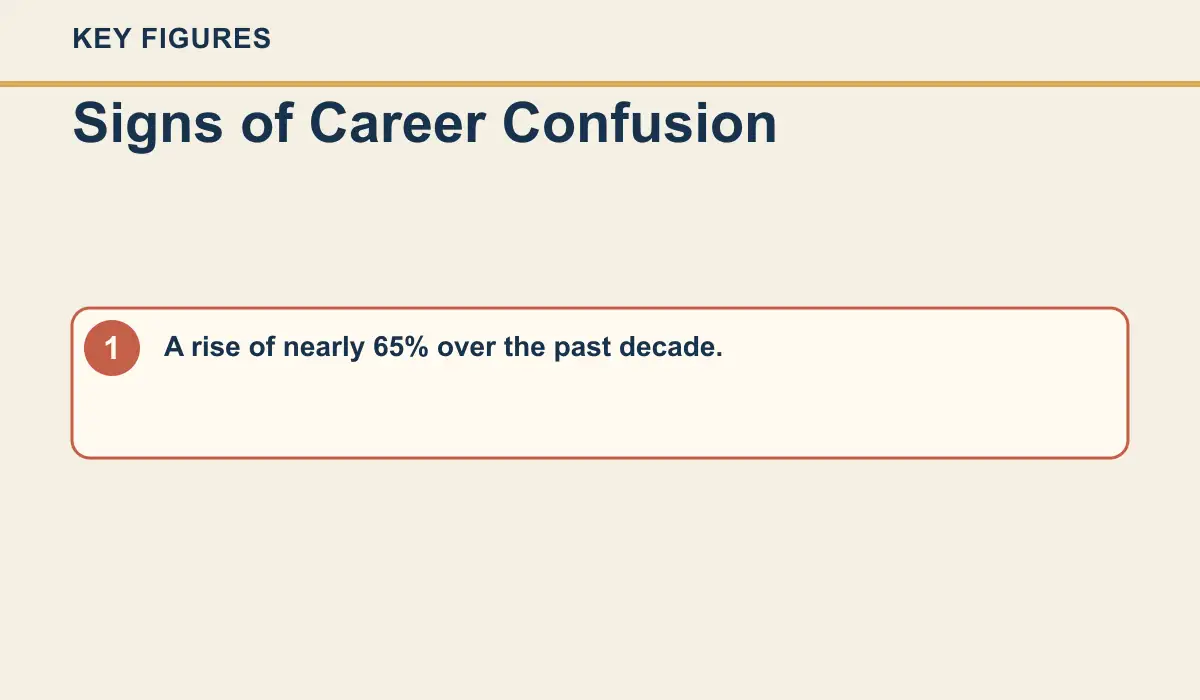 KEY FIGURES
Signs of Career Confusion
1
A rise of nearly 65% over the past decade.